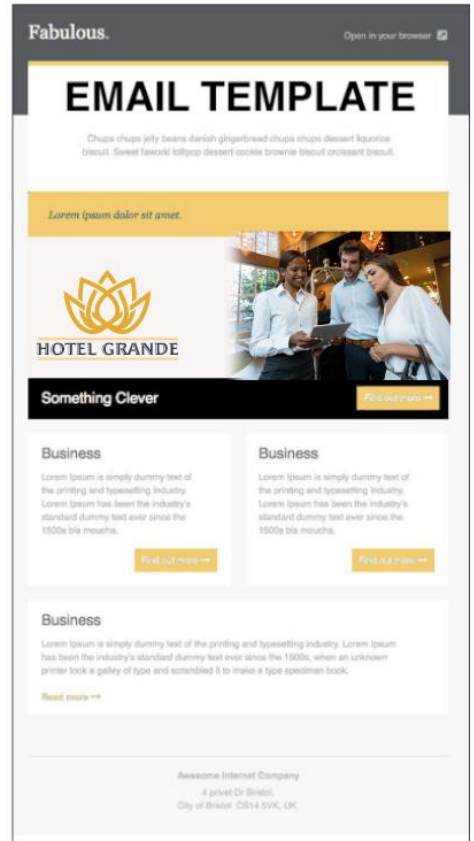 Fabulous.
Open in your browser
EMAIL TEMPLATE
Chupa chups jelly beans danish gingerbread chupa chups dessert liquorice
biscuit. Sweet faworki lollipop dessert cookie brownie biscuit croissant biscuit.
Lorem ipsum dolor sit amet.
HOTEL GRANDE
Something Clever
Find out more →
Business
Lorem Ipsum is simply dummy text of
the printing and typesetting industry.
Lorem Ipsum has been the industry's
standard dummy text ever since the
1500s bla moucha.
Find out more →
Business
Lorem Ipsum is simply dummy text of
the printing and typesetting industry.
Lorem Ipsum has been the industry's
standard dummy text ever since the
1500s bla moucha.
Find out more →
Business
Lorem Ipsum is simply dummy text of the printing and typesetting industry. Lorem Ipsum
has been the industry's standard dummy text ever since the 1500s, when an unknown
printer took a galley of type and scrambled it to make a type specimen book.
Read more →
Awesome Internet Company
4 privet Dr Bristol,
City of Bristol CS14 5VK, UK